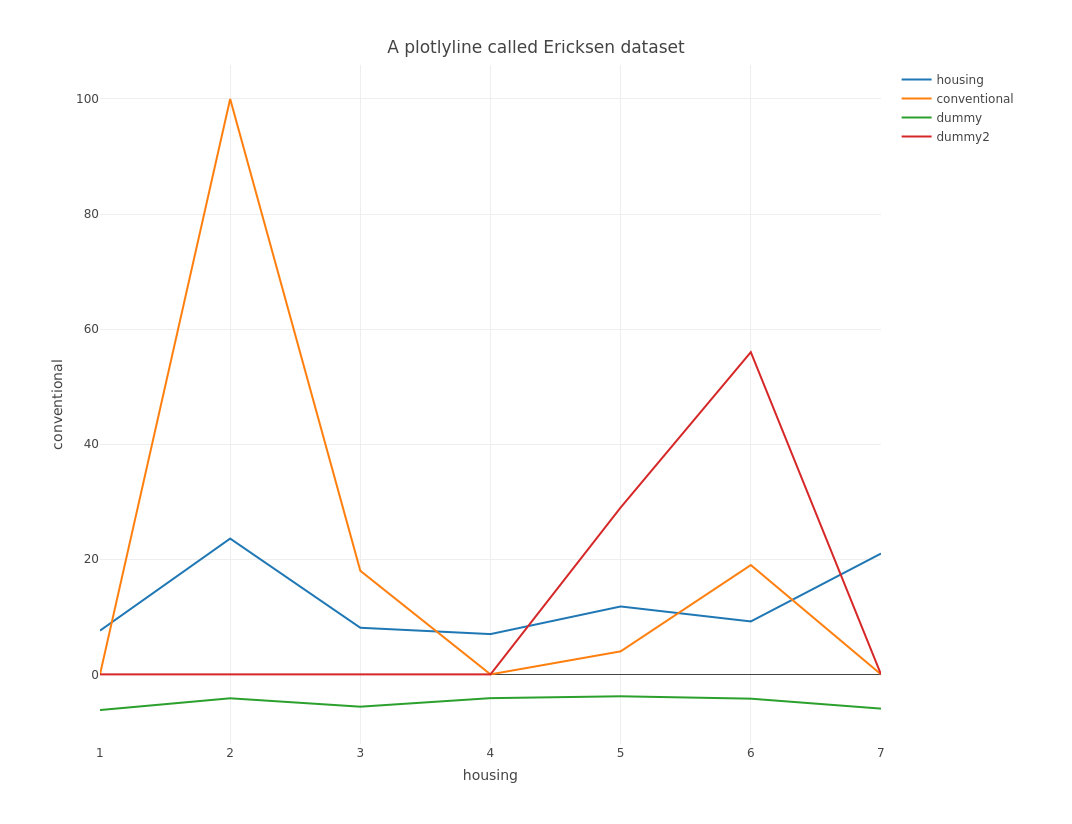 A plotlyline called Ericksen dataset
housing
conventional
dummy
dummy2
100
80
60
40
20
0
conventional
1 2 3 4 5 6 7
housing